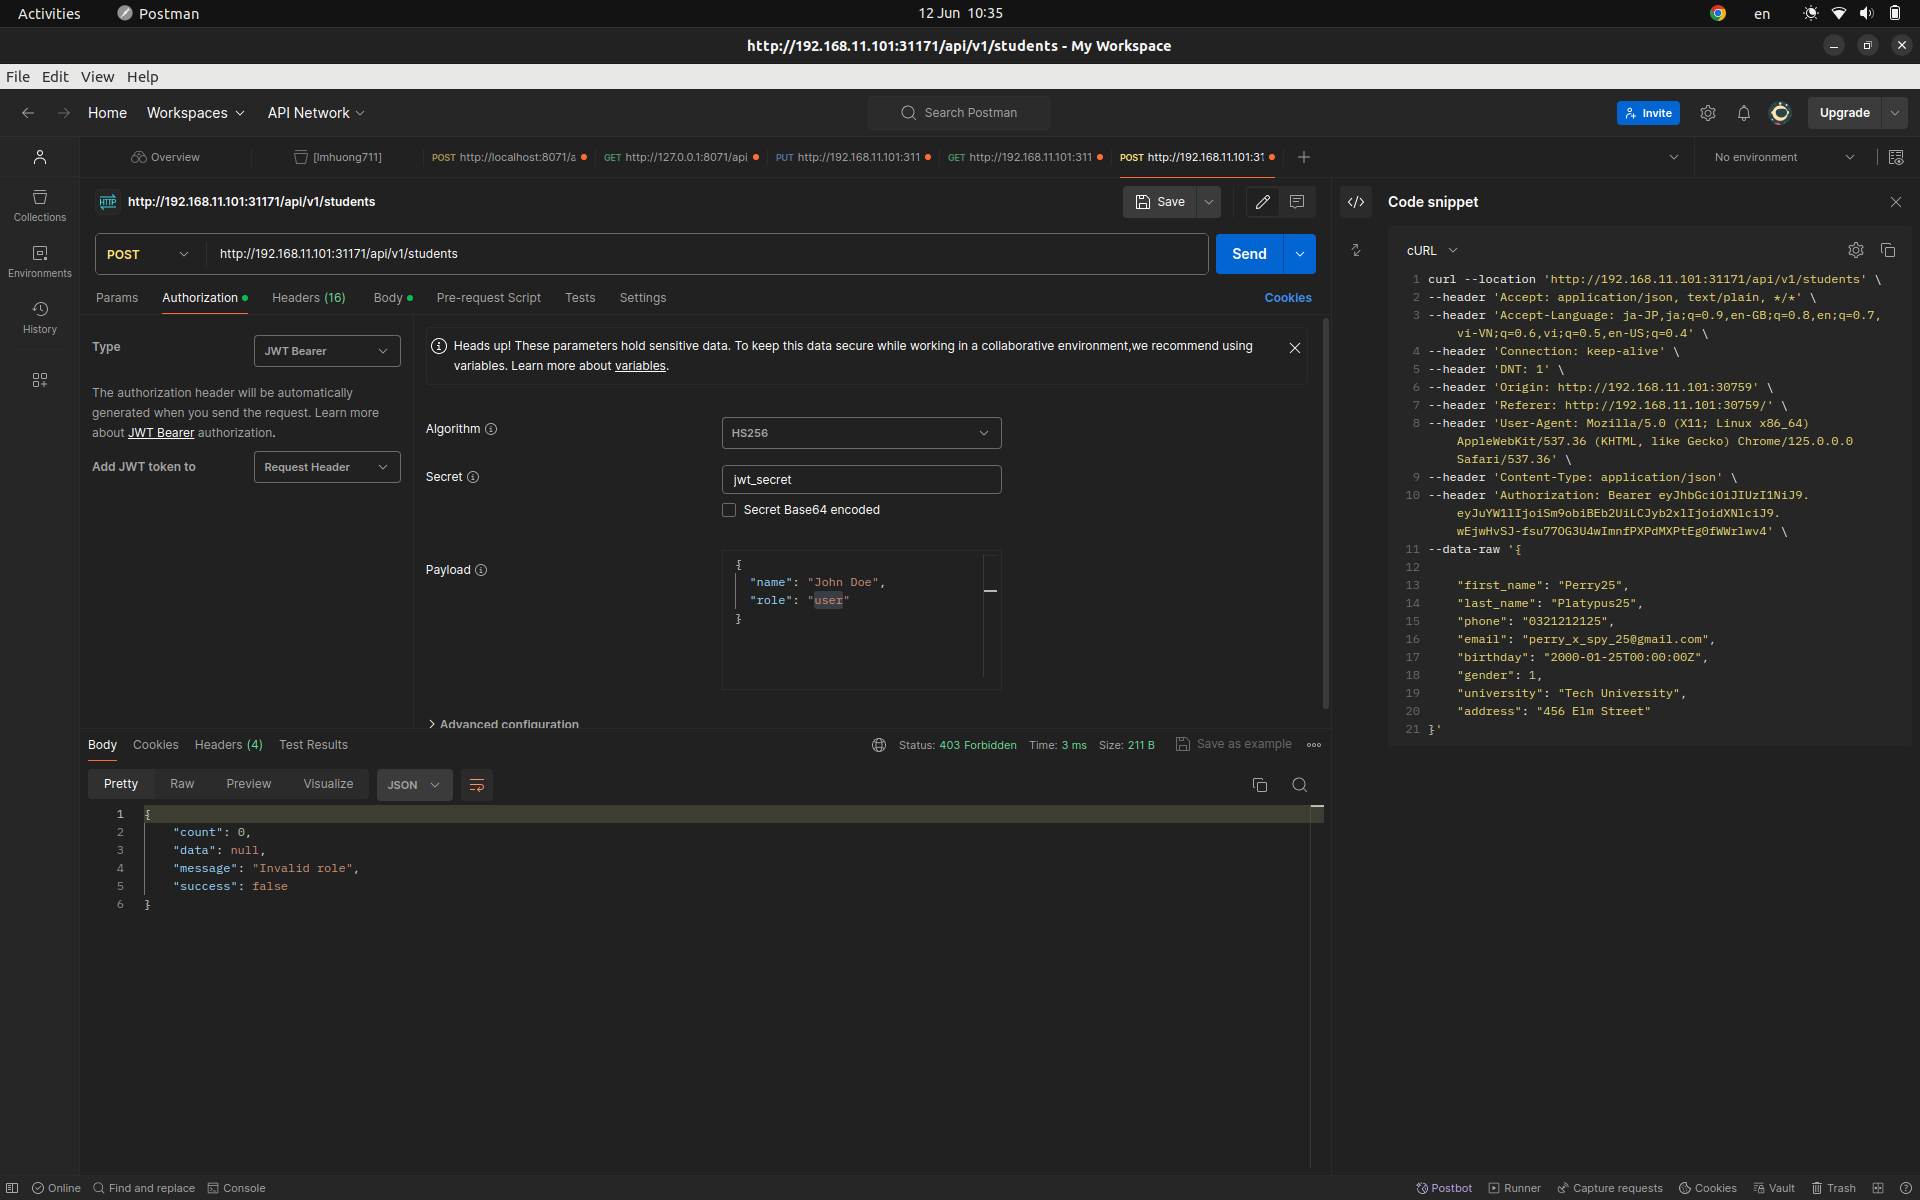 Activities
Postman
12 Jun 10:35
en
http://192.168.11.101:31171/api/v1/students - My Workspace
File Edit View Help
Home
Workspaces
API Network
Search Postman
Invite
Upgrade
Overview
[lmhuong711]
POST http://localhost:8071/a
GET http://127.0.0.1:8071/api
PUT http://192.168.11.101:311
GET http://192.168.11.101:311
POST http://192.168.11.101:31
No environment
Collections
Environments
History
HTTP
http://192.168.11.101:31171/api/v1/students
Save
POST
http://192.168.11.101:31171/api/v1/students
Send
Params
Authorization
Headers (16)
Body
Pre-request Script
Tests
Settings
Cookies
Type
JWT Bearer
The authorization header will be automatically
generated when you send the request. Learn more
about JWT Bearer authorization.
Add JWT token to
Request Header
Heads up! These parameters hold sensitive data. To keep this data secure while working in a collaborative environment,we recommend using
variables. Learn more about variables.
Algorithm
HS256
Secret
jwt_secret
Secret Base64 encoded
Payload
{
"name": "John Doe",
"role": "user"
}
Advanced configuration
Body
Cookies
Headers (4)
Test Results
Status: 403 Forbidden
Time: 3 ms
Size: 211 B
Save as example
Pretty
Raw
Preview
Visualize
JSON
1 {
2 "count": 0,
3 "data": null,
4 "message": "Invalid role",
5 "success": false
6 }
Code snippet
cURL
1 curl --location 'http://192.168.11.101:31171/api/v1/students' \
2 --header 'Accept: application/json, text/plain, */*' \
3 --header 'Accept-Language: ja-JP,ja;q=0.9,en-GB;q=0.8,en;q=0.7,
vi-VN;q=0.6,vi;q=0.5,en-US;q=0.4' \
4 --header 'Connection: keep-alive' \
5 --header 'DNT: 1' \
6 --header 'Origin: http://192.168.11.101:30759' \
7 --header 'Referer: http://192.168.11.101:30759/' \
8 --header 'User-Agent: Mozilla/5.0 (X11; Linux x86_64)
AppleWebKit/537.36 (KHTML, like Gecko) Chrome/125.0.0.0
Safari/537.36' \
9 --header 'Content-Type: application/json' \
10 --header 'Authorization: Bearer eyJhbGciOiJIUzI1NiJ9.
eyJuYW1lIjoiSm9obiBEb2UiLCJyb2xlIjoidXNlciJ9.
wEjwHvSJ-fsu77OG3U4wImnfPXPdMXPtEg0fWWrlwv4' \
11 --data-raw '{
12
13 "first_name": "Perry25",
14 "last_name": "Platypus25",
15 "phone": "0321212125",
16 "email": "perry_x_spy_25@gmail.com",
17 "birthday": "2000-01-25T00:00:00Z",
18 "gender": 1,
19 "university": "Tech University",
20 "address": "456 Elm Street"
21 }'
Online
Find and replace
Console
Postbot
Runner
Capture requests
Cookies
Vault
Trash